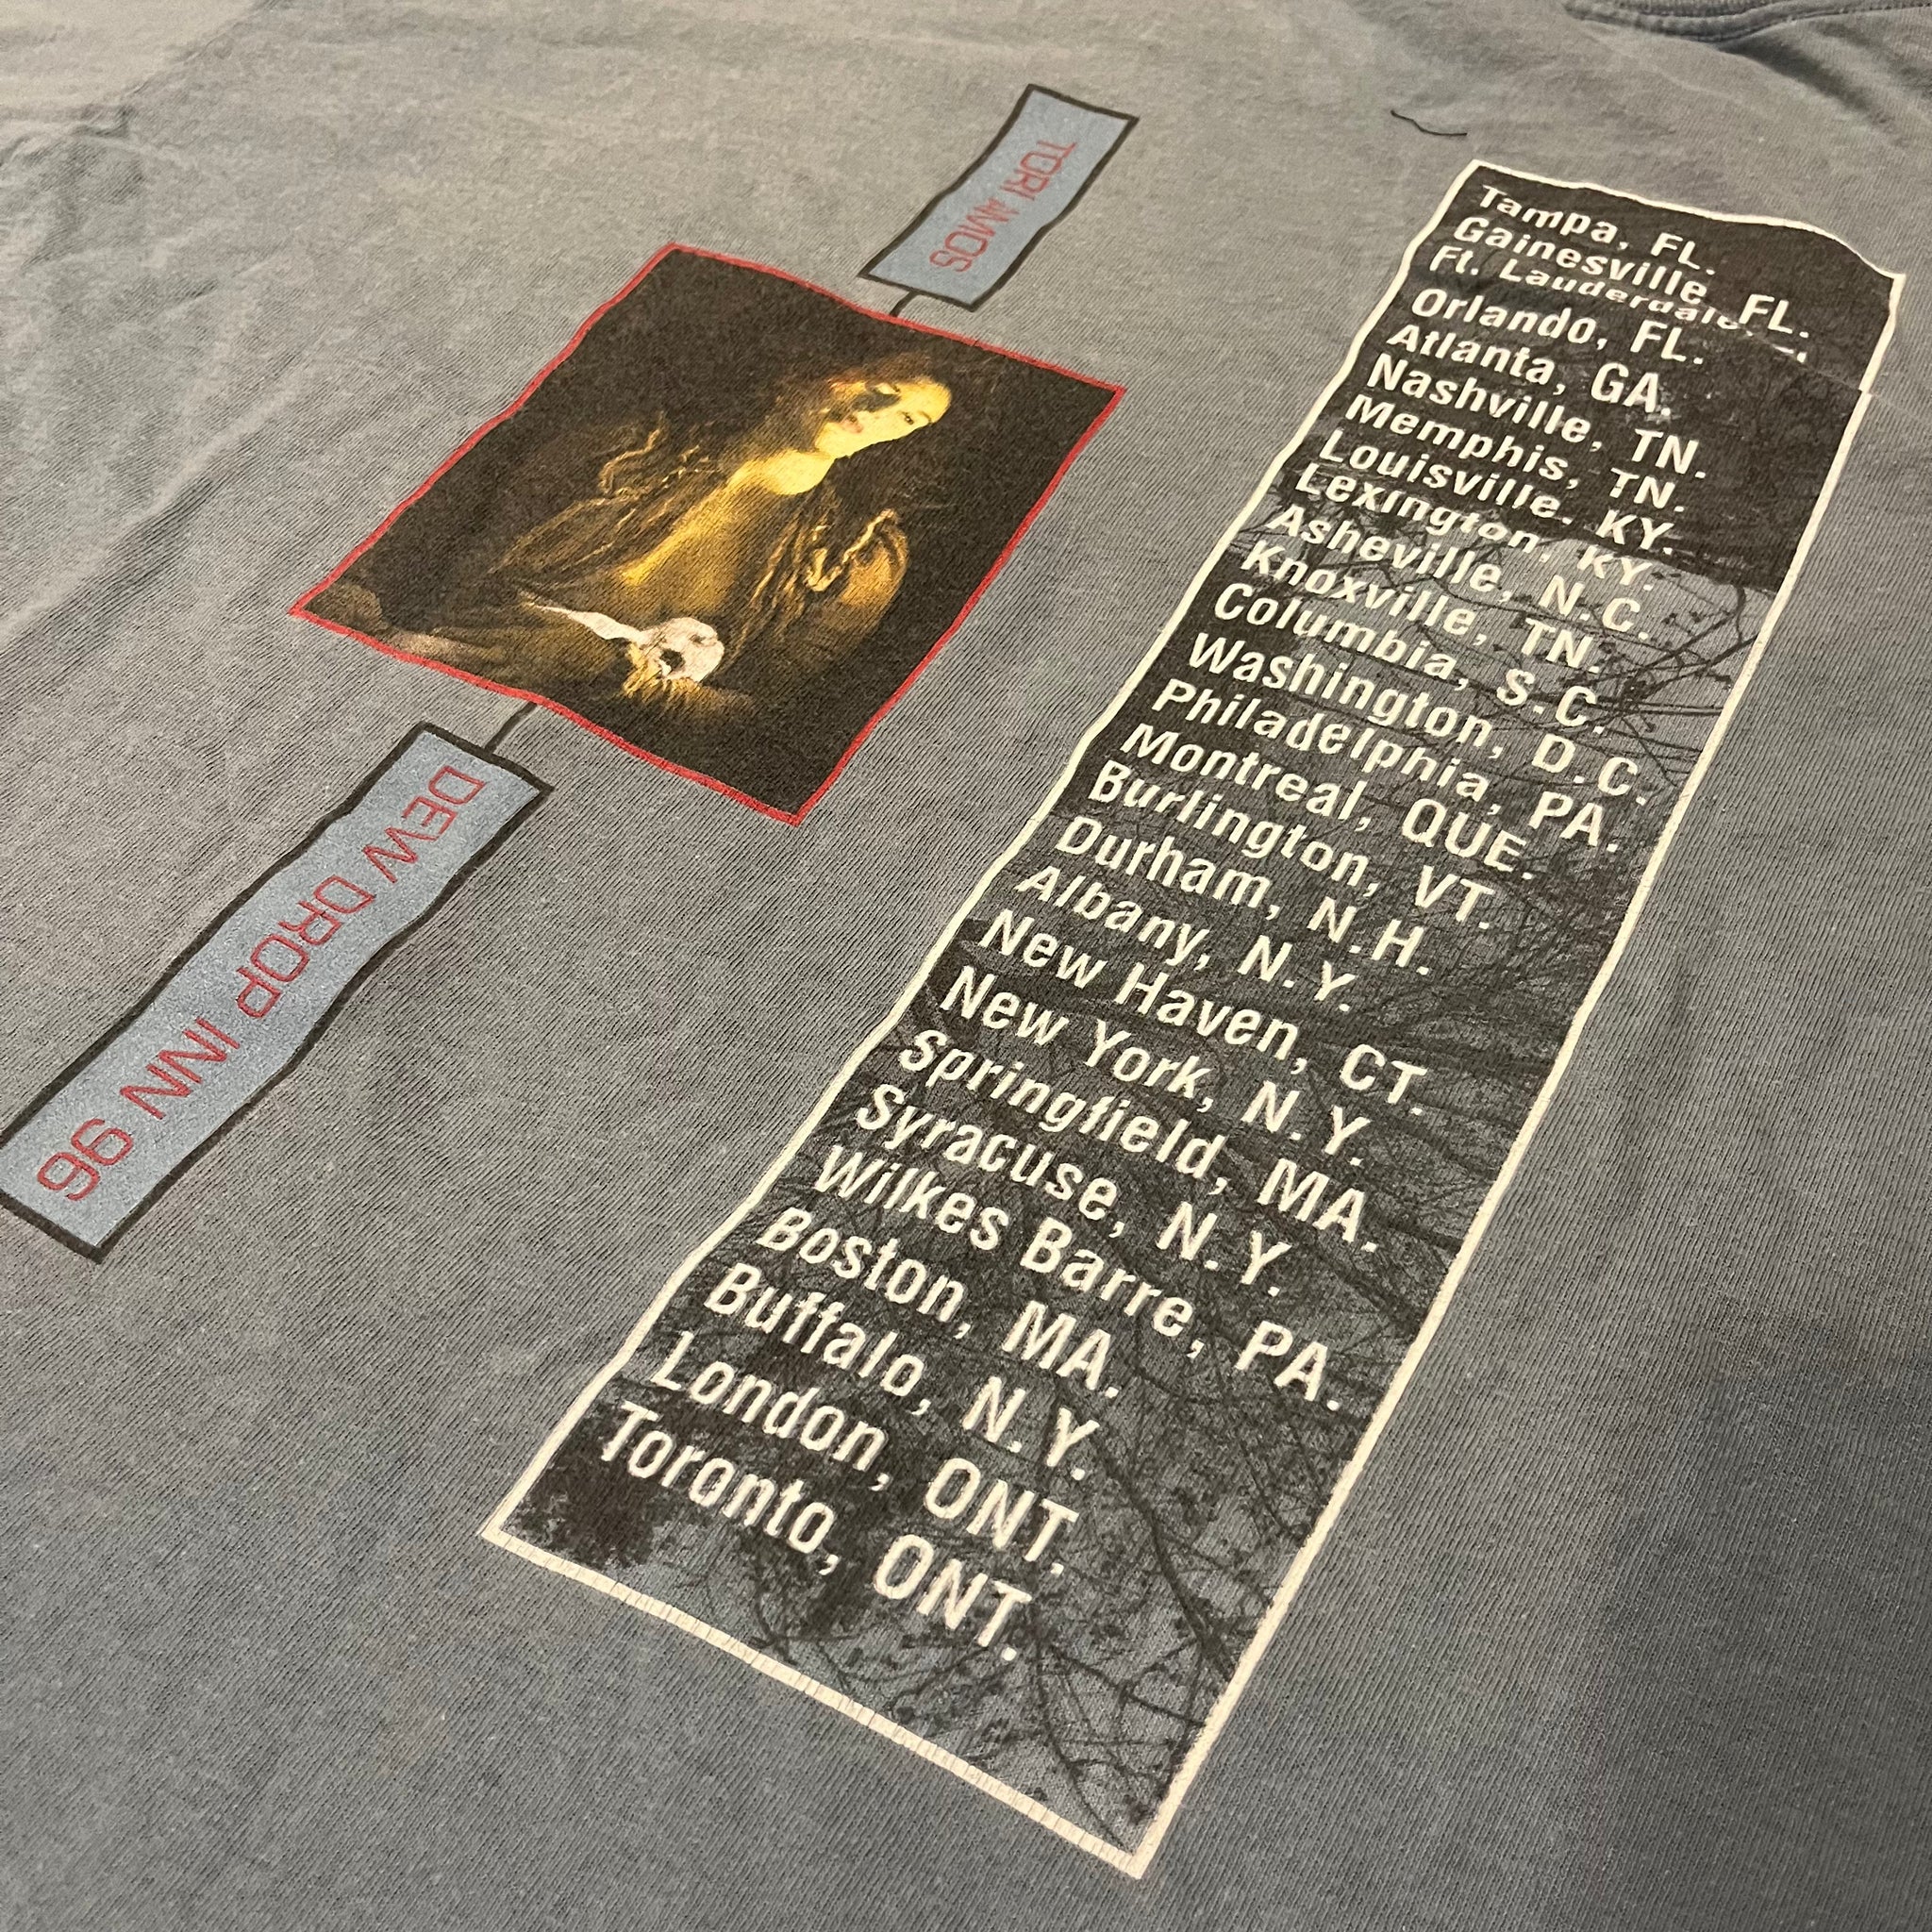 TORI AMOS
DEW DROP INN 96
Tampa, FL.
Gainesville, FL.
Ft. Lauderdale,
Orlando, FL.
Atlanta, GA.
Nashville, TN.
Memphis, TN.
Louisville, KY.
Lexington, KY.
Asheville, N.C.
Knoxville, TN.
Columbia, S.C.
Washington, D.C.
Philadelphia, PA.
Montreal, QUE.
Burlington, VT.
Durham, N.H.
Albany, N.Y.
New Haven, CT.
New York, N.Y.
Springfield, MA.
Syracuse, N.Y.
Wilkes Barre, PA.
Boston, MA.
Buffalo, N.Y.
London, ONT.
Toronto, ONT.